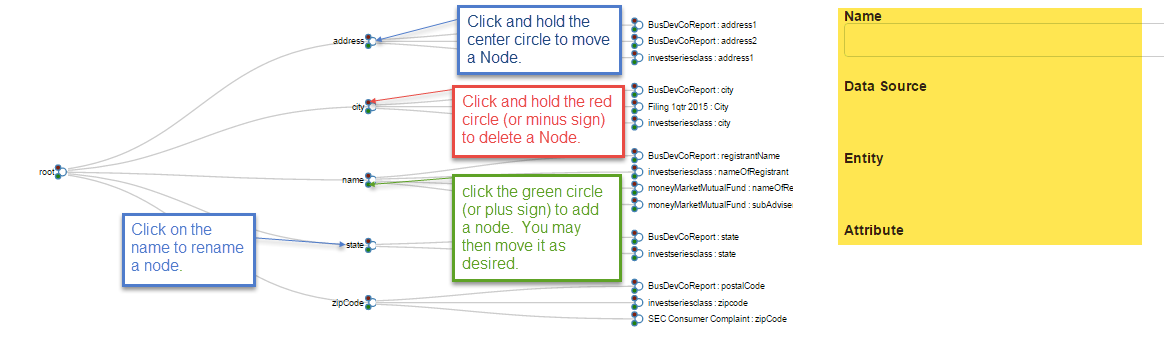 root
address
city
name
state
zipCode
Click and hold the
center circle to move
a Node.
Click and hold the red
circle (or minus sign)
to delete a Node.
click the green circle
(or plus sign) to add
a node.  You may
then move it as
desired.
Click on the
name to rename
a node.
BusDevCoReport : address1
BusDevCoReport : address2
investseriesclass : address1
BusDevCoReport : city
Filing 1qtr 2015 : City
investseriesclass : city
BusDevCoReport : registrantName
investseriesclass : nameOfRegistrant
moneyMarketMutualFund : nameOfRe
moneyMarketMutualFund : subAdvise
BusDevCoReport : state
investseriesclass : state
BusDevCoReport : postalCode
investseriesclass : zipcode
SEC Consumer Complaint : zipCode
Name
Data Source
Entity
Attribute